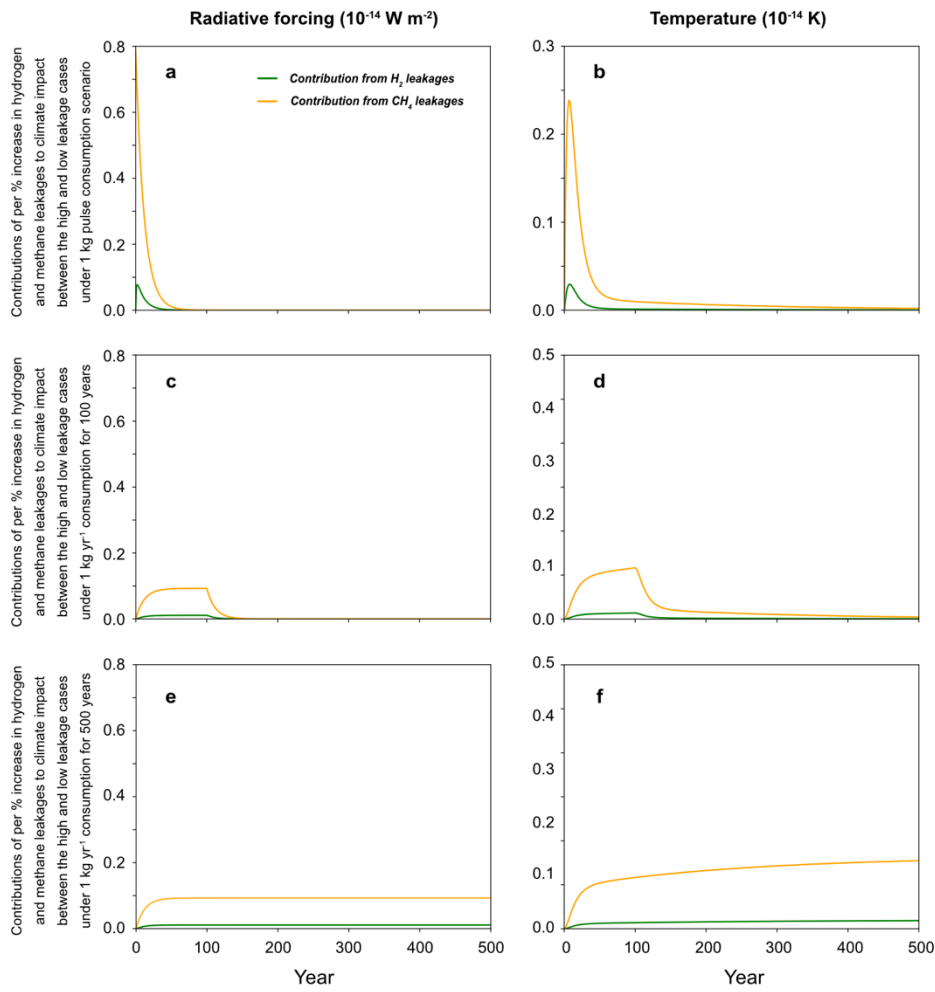 Radiative forcing (10⁻¹⁴ W m⁻²)
Temperature (10⁻¹⁴ K)
Contributions of per % increase in hydrogen
and methane leakages to climate impact
between the high and low leakage cases
under 1 kg pulse consumption scenario
0.8
0.6
0.4
0.2
0.0
a
Contribution from H₂ leakages
Contribution from CH₄ leakages
0.3
0.2
0.1
0.0
b
Contributions of per % increase in hydrogen
and methane leakages to climate impact
between the high and low leakage cases
under 1 kg yr⁻¹ consumption for 100 years
0.8
0.6
0.4
0.2
0.0
c
0.5
0.4
0.3
0.2
0.1
0.0
d
Contributions of per % increase in hydrogen
and methane leakages to climate impact
between the high and low leakage cases
under 1 kg yr⁻¹ consumption for 500 years
0.8
0.6
0.4
0.2
0.0
e
0 100 200 300 400 500
Year
0.5
0.4
0.3
0.2
0.1
0.0
f
0 100 200 300 400 500
Year